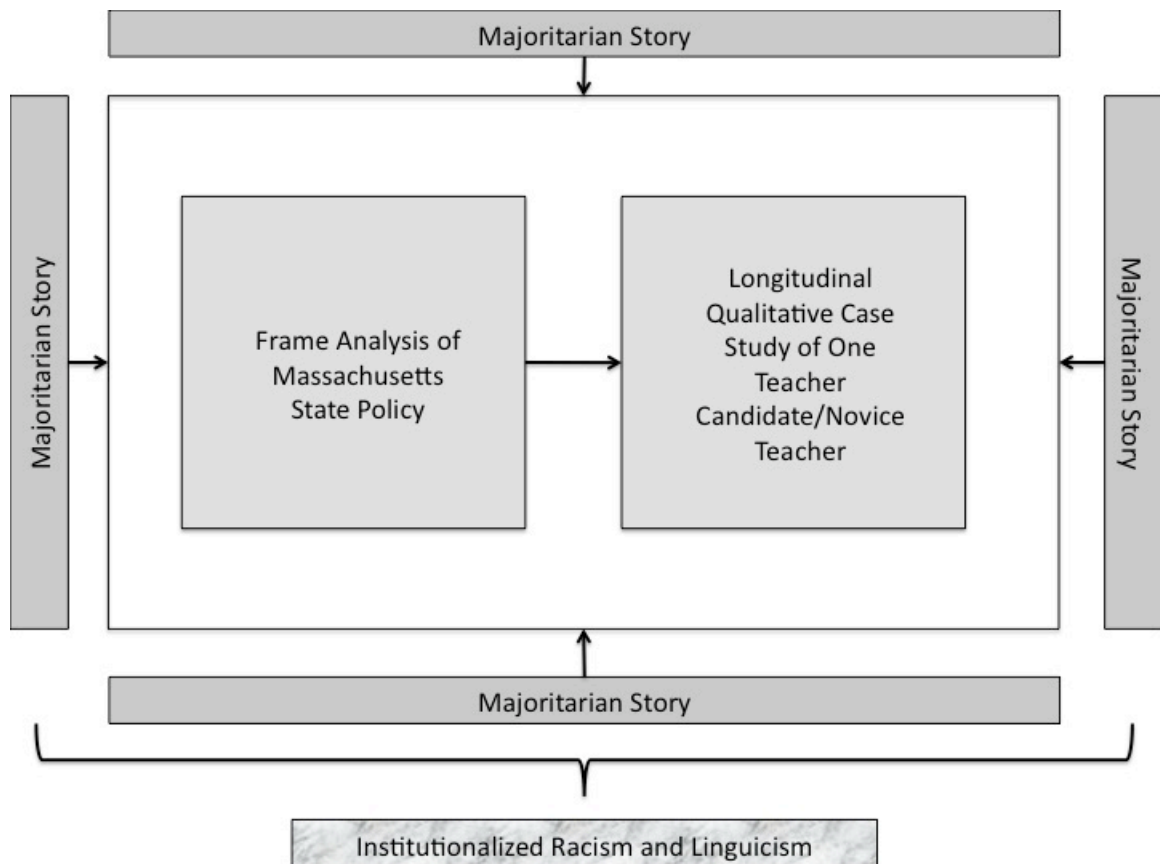 Majoritarian Story
Majoritarian Story
Frame Analysis of
Massachusetts
State Policy
Longitudinal
Qualitative Case
Study of One
Teacher
Candidate/Novice
Teacher
Majoritarian Story
Majoritarian Story
Institutionalized Racism and Linguicism